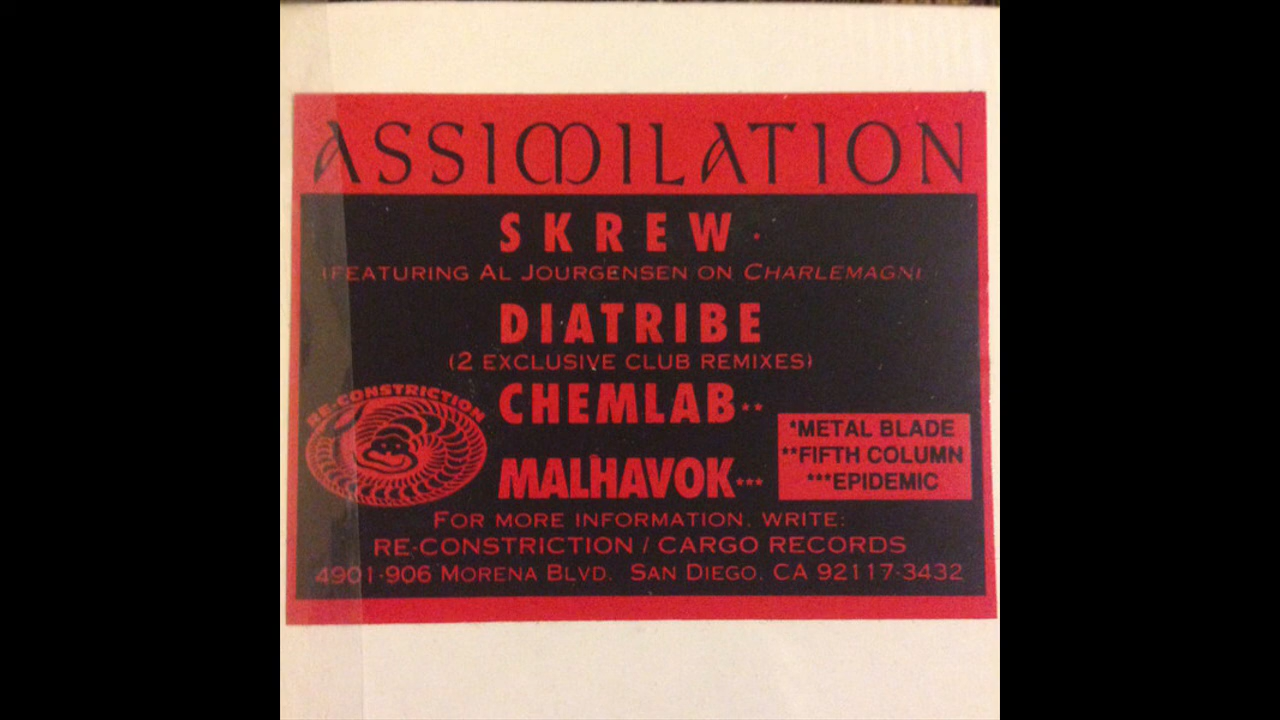 ASSIMILATION
SKREW *
(FEATURING AL JOURGENSEN ON CHARLEMAGNE)
DIATRIBE
(2 EXCLUSIVE CLUB REMIXES)
RE-CONSTRICTION
CHEMLAB**
MALHAVOK***
*METAL BLADE
**FIFTH COLUMN
***EPIDEMIC
FOR MORE INFORMATION, WRITE:
RE-CONSTRICTION / CARGO RECORDS
4901-906 MORENA BLVD. SAN DIEGO, CA 92117-3432